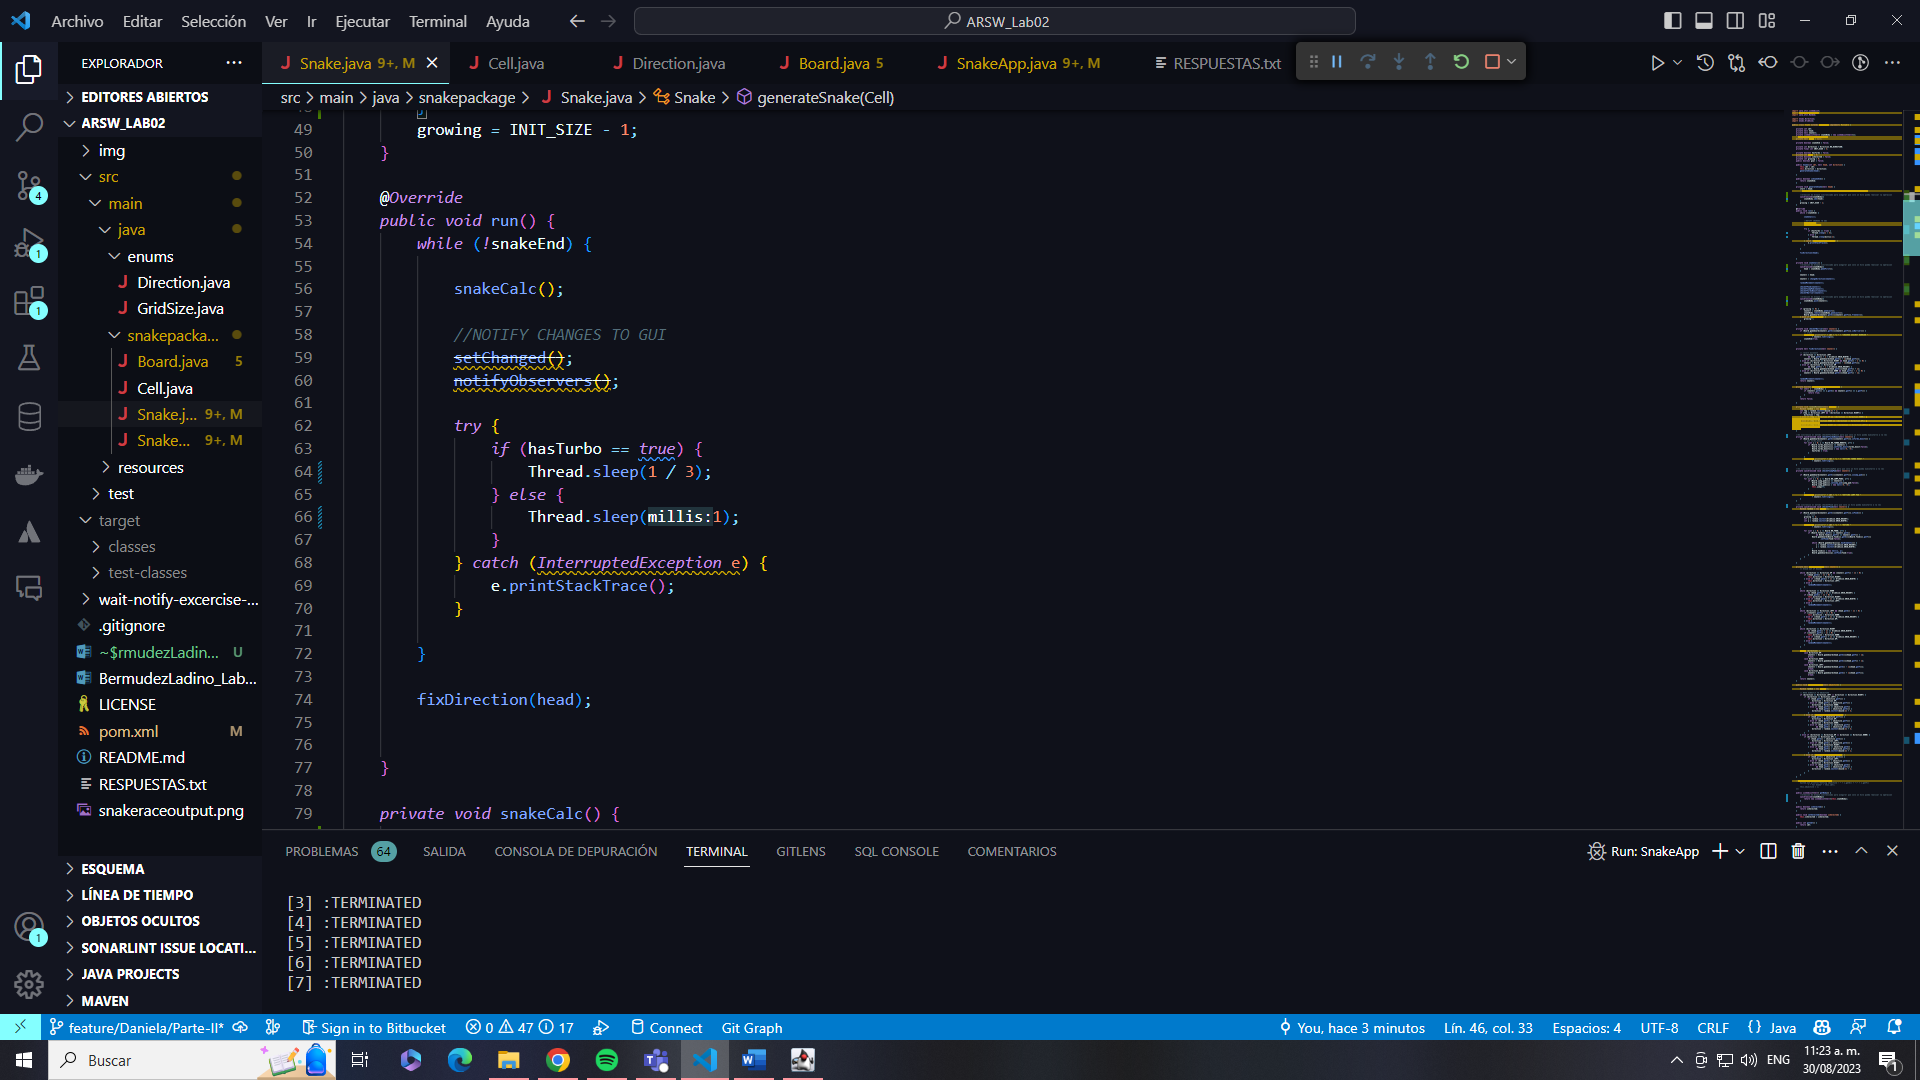 Archivo Editar Selección Ver Ir Ejecutar Terminal Ayuda ARSW_Lab02
EXPLORADOR
Snake.java 9+, M Cell.java Direction.java Board.java 5 SnakeApp.java 9+, M RESPUESTAS.txt
src > main > java > snakepackage > Snake.java > Snake > generateSnake(Cell)
EDITORES ABIERTOS
ARSW_LAB02
img
src
main
java
enums
Direction.java
GridSize.java
snakepacka...
Board.java 5
Cell.java
Snake.j... 9+, M
Snake... 9+, M
resources
test
target
classes
test-classes
wait-notify-excercise-...
.gitignore
~$rmudezLadin... U
BermudezLadino_Lab...
LICENSE
pom.xml M
README.md
RESPUESTAS.txt
snakeraceoutput.png
ESQUEMA
LÍNEA DE TIEMPO
OBJETOS OCULTOS
SONARLINT ISSUE LOCATI...
JAVA PROJECTS
MAVEN
4
1
1
1
49 growing = INIT_SIZE - 1;
50 }
51
52 @Override
53 public void run() {
54 while (!snakeEnd) {
55
56 snakeCalc();
57
58 //NOTIFY CHANGES TO GUI
59 setChanged();
60 notifyObservers();
61
62 try {
63 if (hasTurbo == true) {
64 Thread.sleep(1 / 3);
65 } else {
66 Thread.sleep(millis:1);
67 }
68 } catch (InterruptedException e) {
69 e.printStackTrace();
70 }
71
72 }
73
74 fixDirection(head);
75
76
77 }
78
79 private void snakeCalc() {
PROBLEMAS 64 SALIDA CONSOLA DE DEPURACIÓN TERMINAL GITLENS SQL CONSOLE COMENTARIOS Run: SnakeApp
[3] :TERMINATED
[4] :TERMINATED
[5] :TERMINATED
[6] :TERMINATED
[7] :TERMINATED
feature/Daniela/Parte-II* Sign in to Bitbucket 0 47 17 Connect Git Graph You, hace 3 minutos Lín. 46, col. 33 Espacios: 4 UTF-8 CRLF {} Java
Buscar ENG 11:23 a. m.
30/08/2023 1